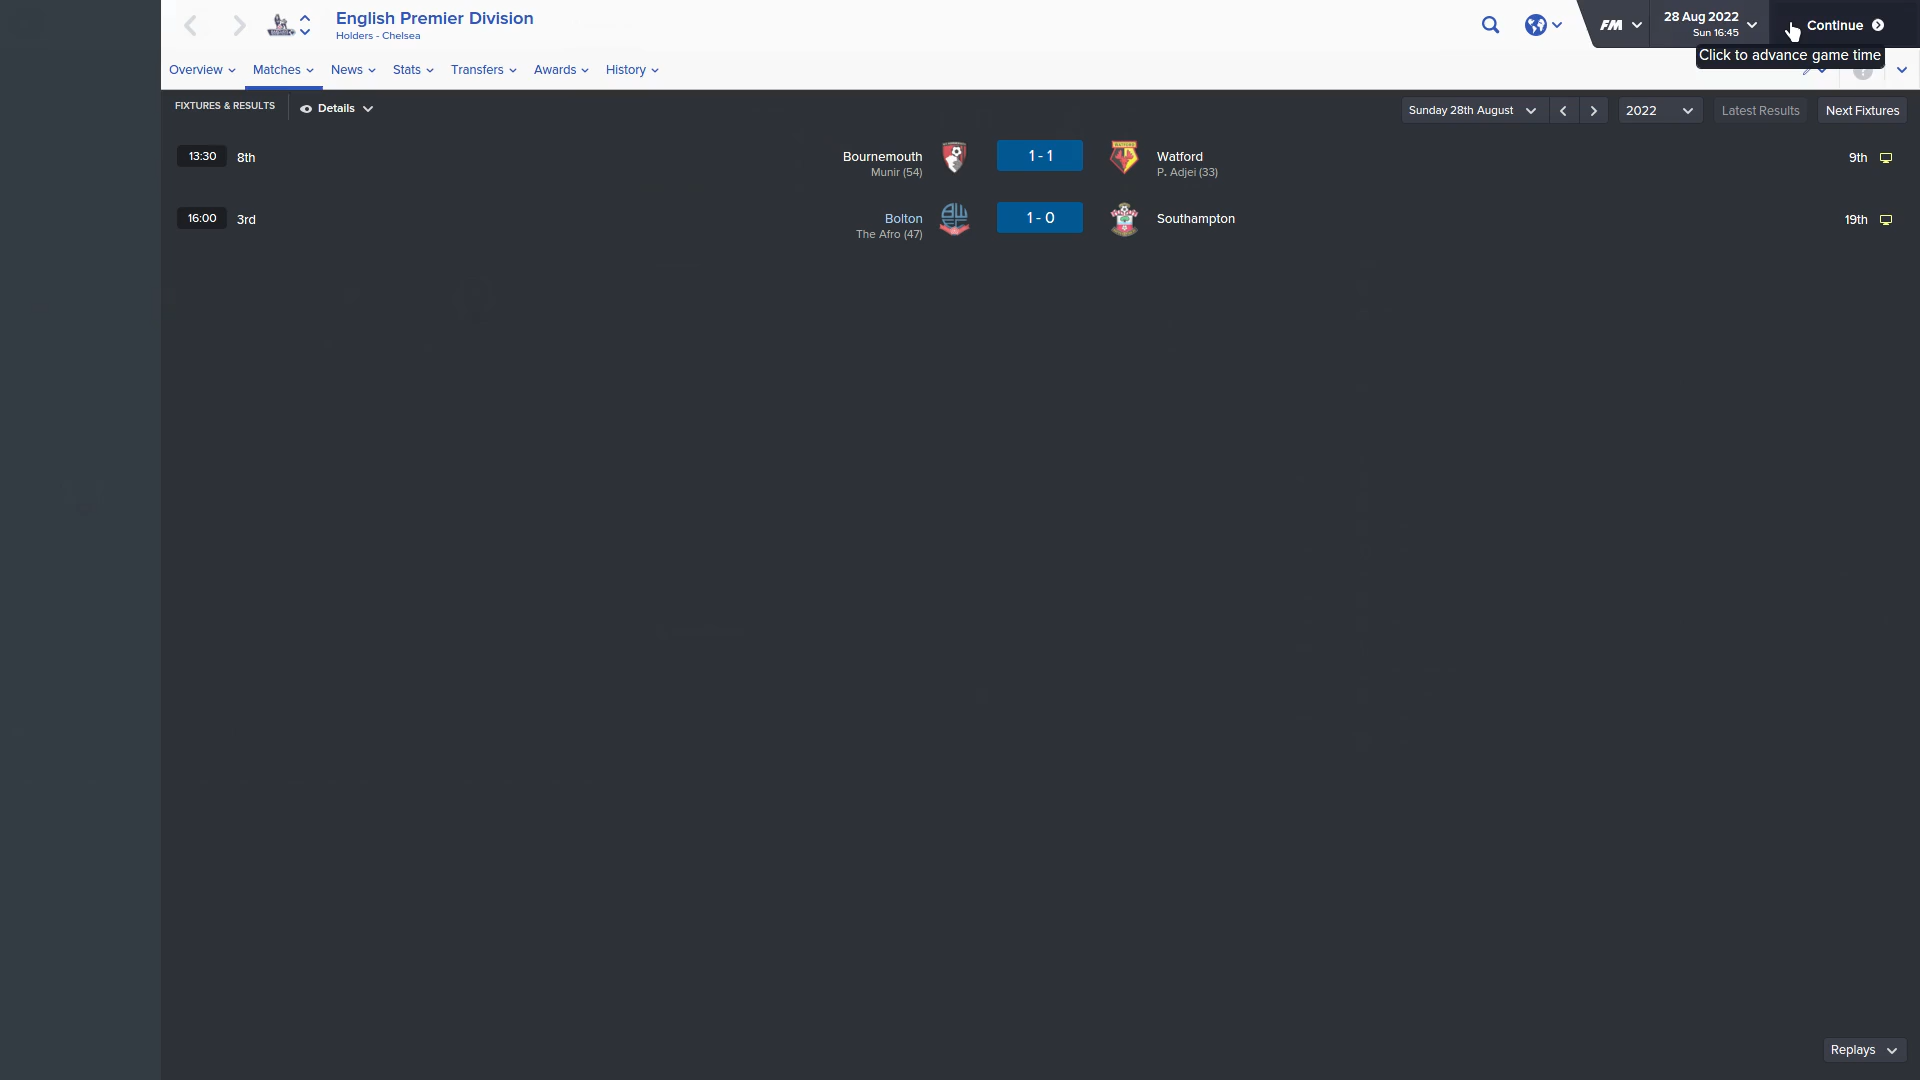 English Premier Division
Holders - Chelsea
FM
28 Aug 2022
Sun 16:45
Continue
Click to advance game time
Overview
Matches
News
Stats
Transfers
Awards
History
FIXTURES & RESULTS
Details
Sunday 28th August
2022
Latest Results
Next Fixtures
13:30 8th Bournemouth 1 - 1 Watford 9th
Munir (54) P. Adjei (33)
16:00 3rd Bolton 1 - 0 Southampton 19th
The Afro (47)
Replays